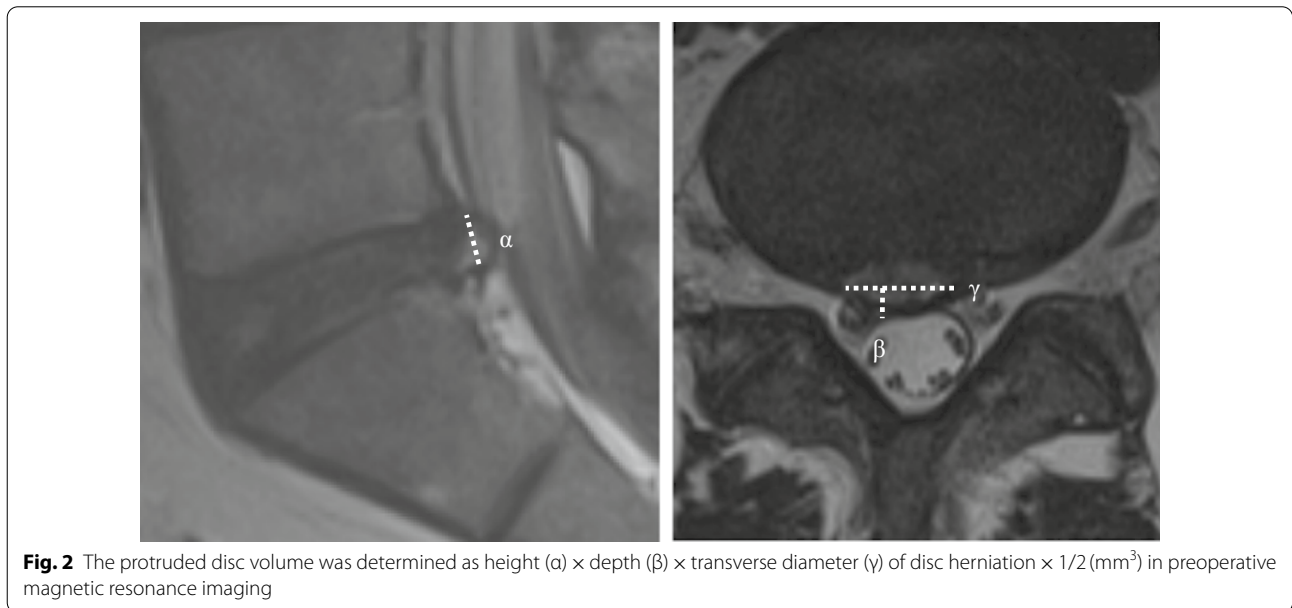 α
γ
β
Fig. 2 The protruded disc volume was determined as height (α) × depth (β) × transverse diameter (γ) of disc herniation × 1/2 (mm³) in preoperative
magnetic resonance imaging